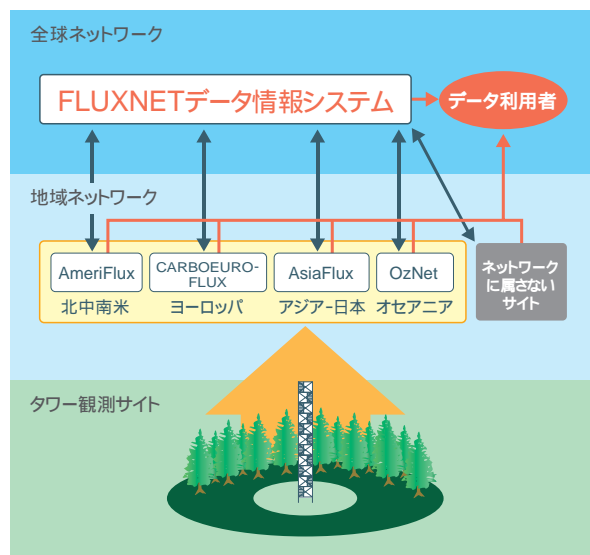 全球ネットワーク
FLUXNETデータ情報システム
データ利用者
地域ネットワーク
AmeriFlux
北中南米
CARBOEURO-
FLUX
ヨーロッパ
AsiaFlux
アジア-日本
OzNet
オセアニア
ネットワーク
に属さない
サイト
タワー観測サイト